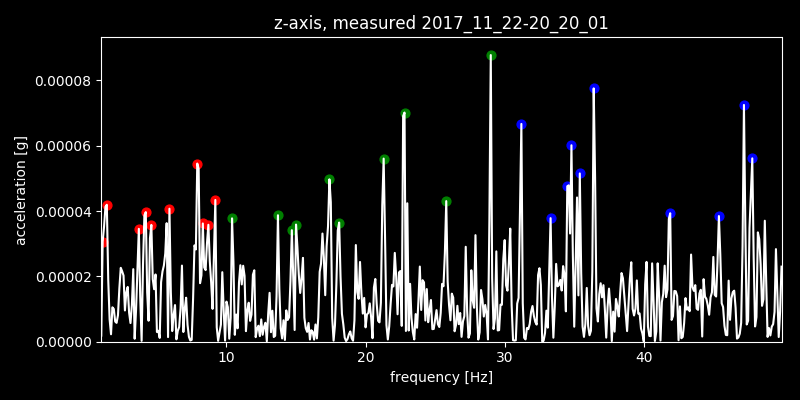 z-axis, measured 2017_11_22-20_20_01
0.00008
0.00006
0.00004
0.00002
0.00000
acceleration [g]
10 20 30 40
frequency [Hz]